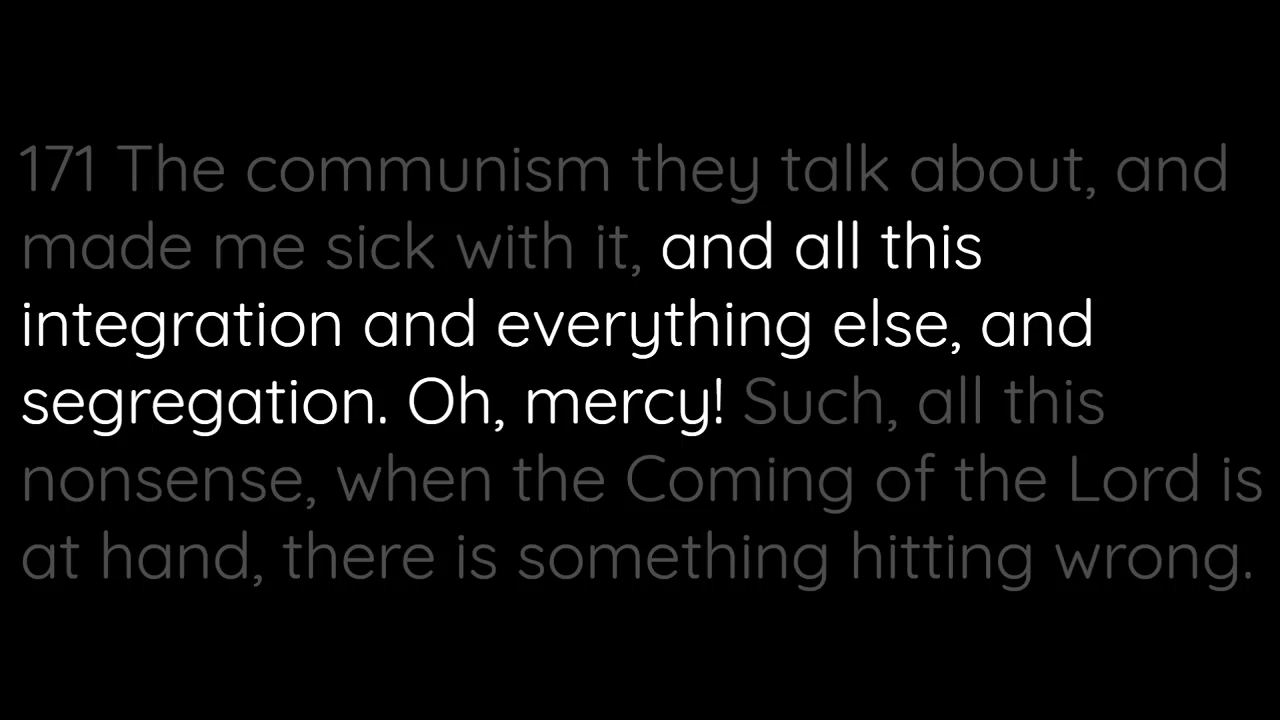 171 The communism they talk about, and
made me sick with it, and all this
integration and everything else, and
segregation. Oh, mercy! Such, all this
nonsense, when the Coming of the Lord is
at hand, there is something hitting wrong.